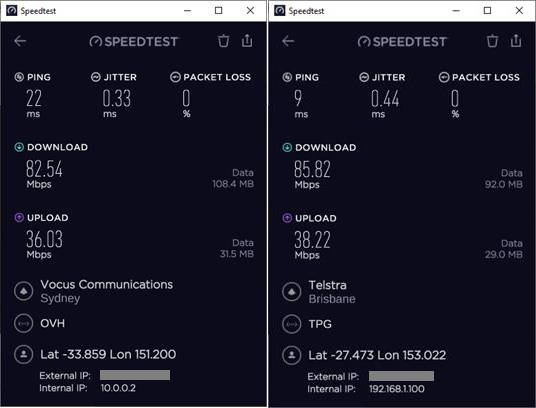 Speedtest
SPEEDTEST
PING JITTER PACKET LOSS
22 0.33 0
ms ms %
DOWNLOAD
82.54 Data
Mbps 108.4 MB
UPLOAD
36.03 Data
Mbps 31.5 MB
Vocus Communications
Sydney
OVH
Lat -33.859 Lon 151.200
External IP:
Internal IP: 10.0.0.2
Speedtest
SPEEDTEST
PING JITTER PACKET LOSS
9 0.44 0
ms ms %
DOWNLOAD
85.82 Data
Mbps 92.0 MB
UPLOAD
38.22 Data
Mbps 29.0 MB
Telstra
Brisbane
TPG
Lat -27.473 Lon 153.022
External IP:
Internal IP: 192.168.1.100